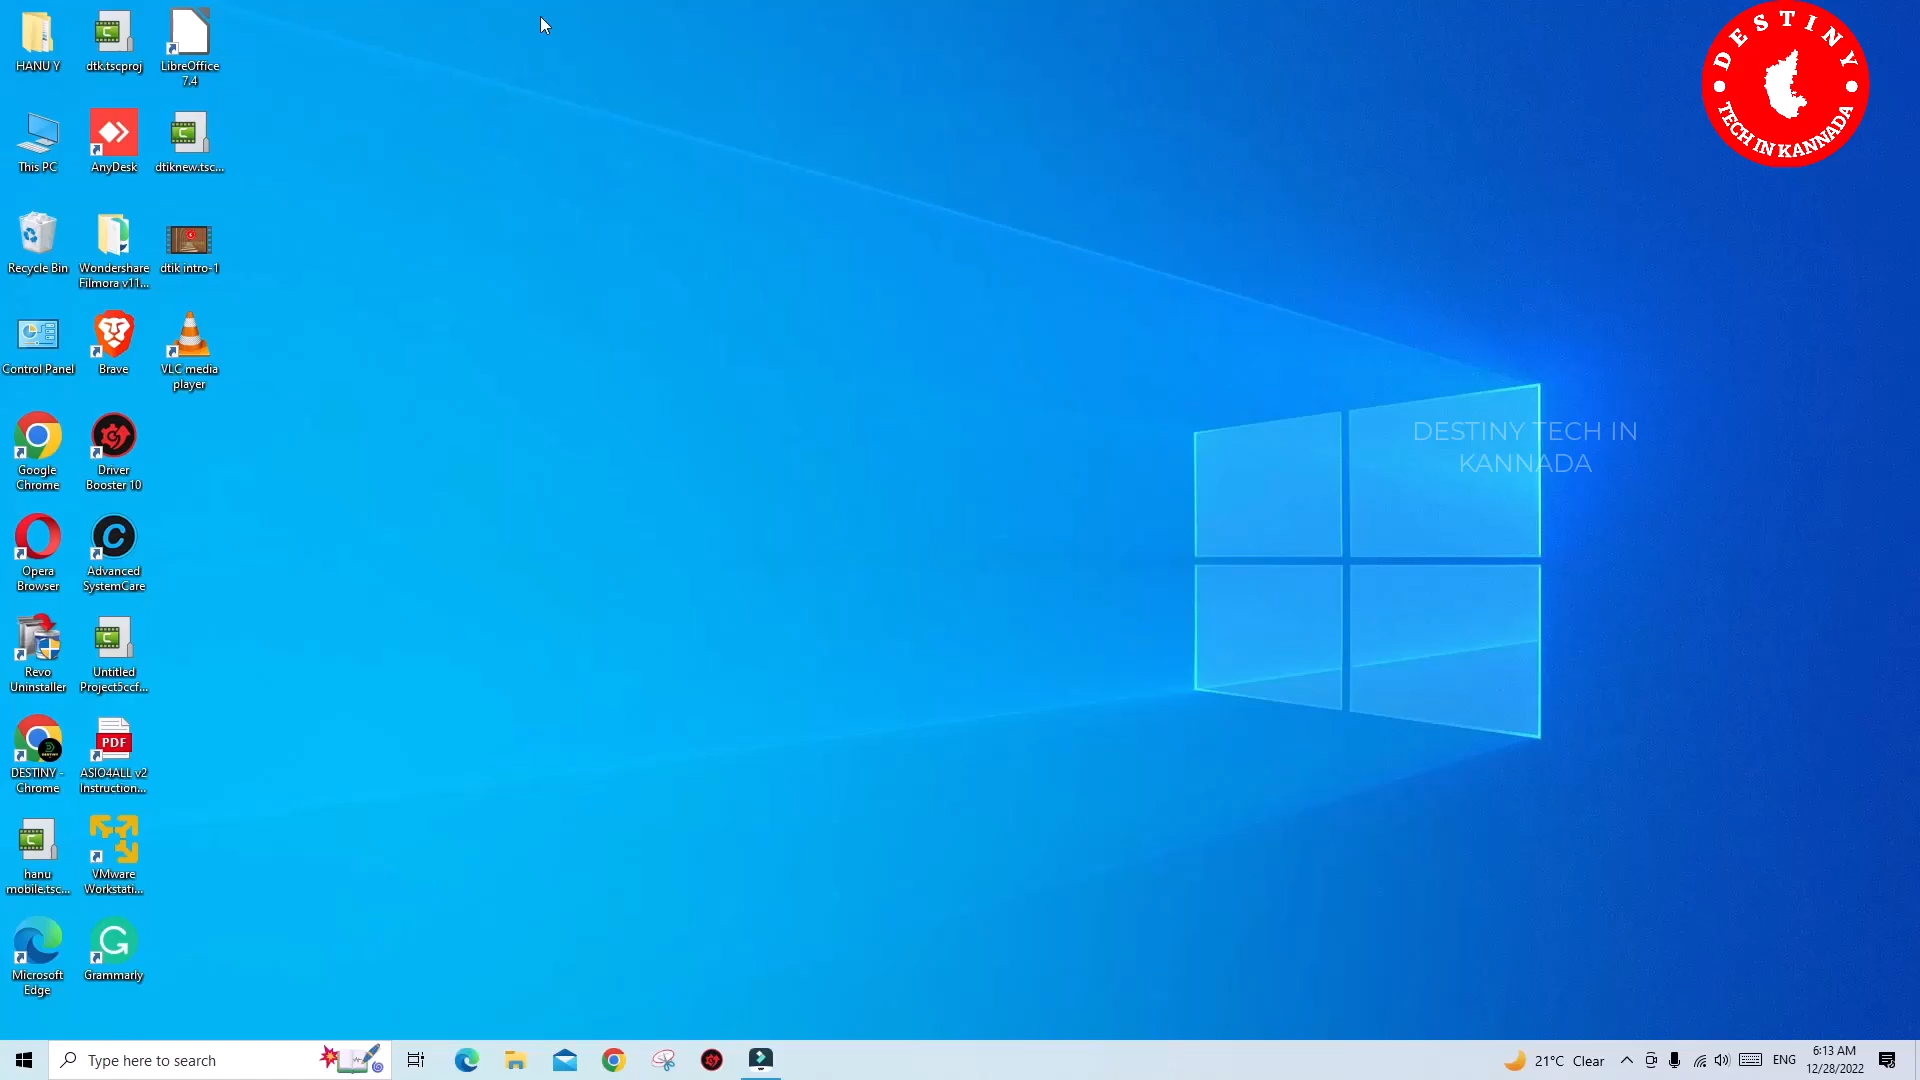 HANU Y
dtk.tscproj
LibreOffice
7.4
This PC
AnyDesk
dtiknew.tsc...
Recycle Bin
Wondershare
Filmora v11...
dtik intro-1
Control Panel
Brave
VLC media
player
Google
Chrome
Driver
Booster 10
Opera
Browser
Advanced
SystemCare
Revo
Uninstaller
Untitled
Project5ccf...
DESTINY -
Chrome
PDF
ASIO4ALL v2
Instruction...
hanu
mobile.tsc...
VMware
Workstati...
Microsoft
Edge
Grammarly
DESTINY
TECH IN KANNADA
DESTINY TECH IN
KANNADA
Type here to search
21°C Clear
ENG
6:13 AM
12/28/2022